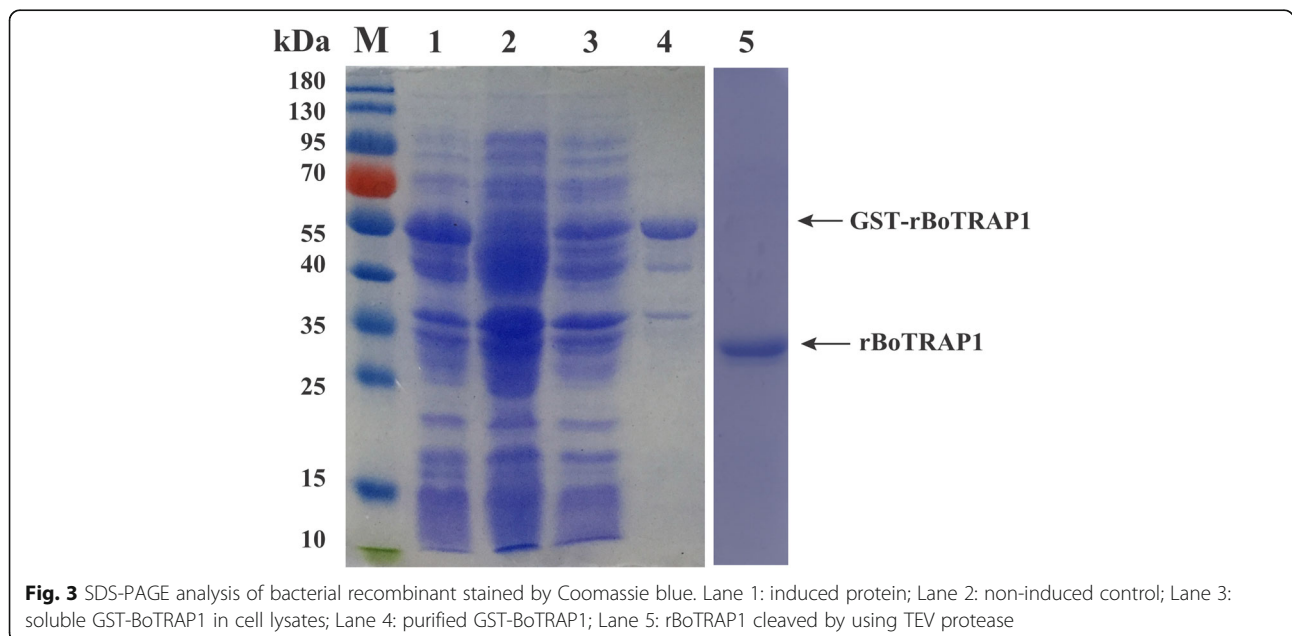 kDa M 1 2 3 4 5
180
130
95
70
55
40
35
25
15
10
GST-rBoTRAP1
rBoTRAP1
Fig. 3 SDS-PAGE analysis of bacterial recombinant stained by Coomassie blue. Lane 1: induced protein; Lane 2: non-induced control; Lane 3:
soluble GST-BoTRAP1 in cell lysates; Lane 4: purified GST-BoTRAP1; Lane 5: rBoTRAP1 cleaved by using TEV protease